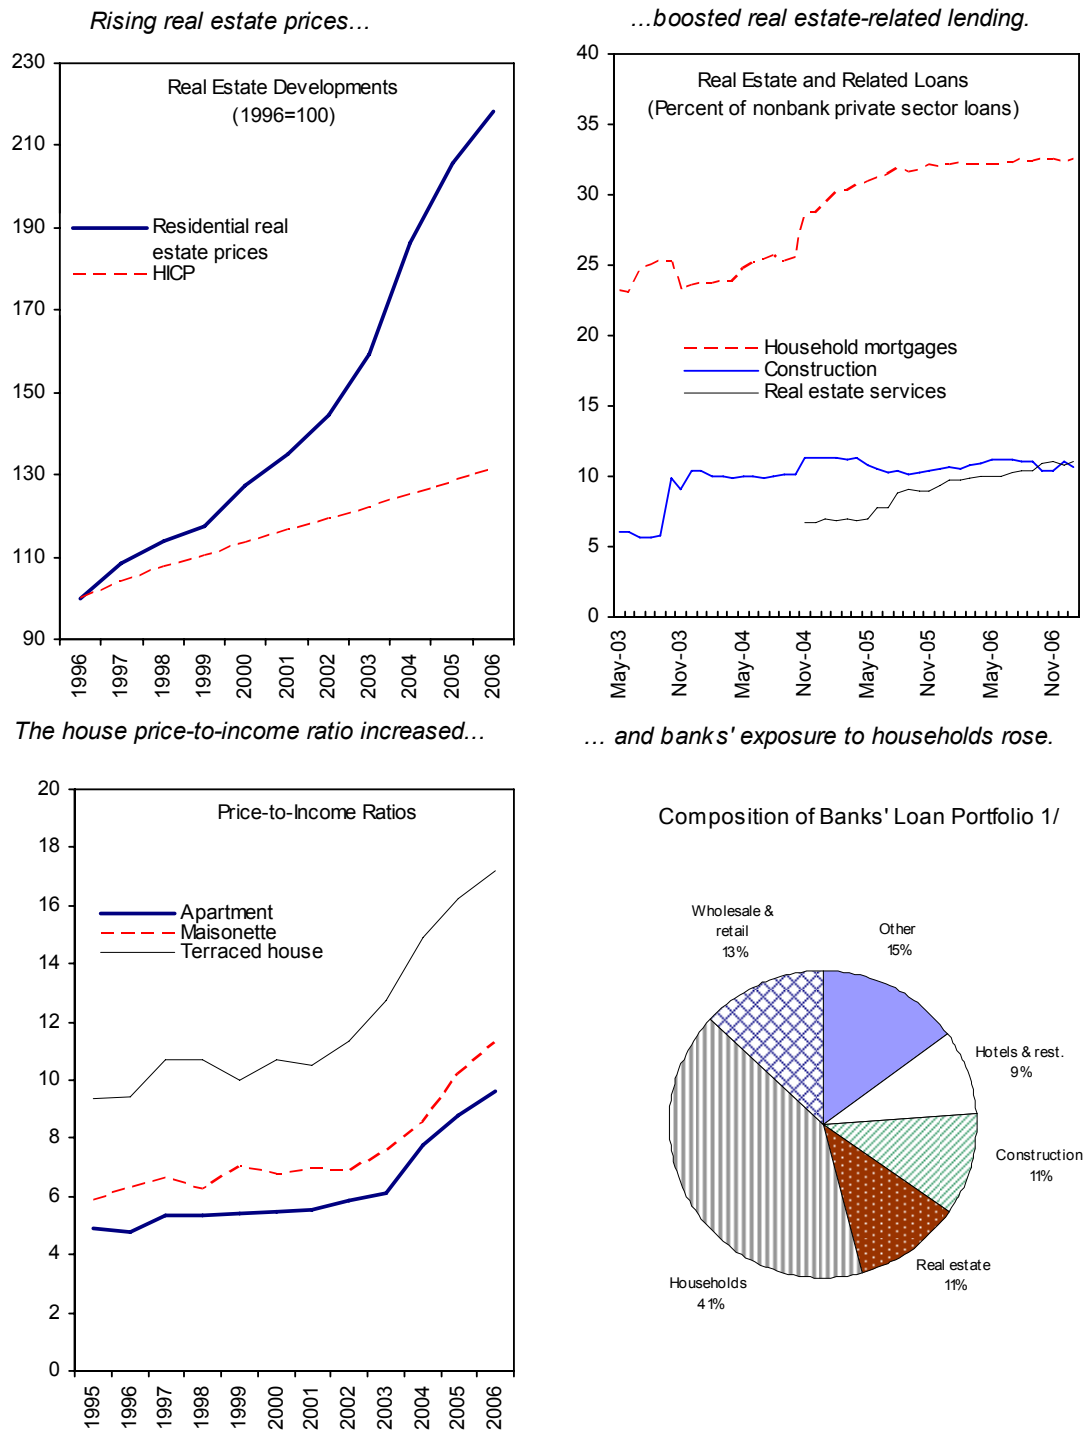 Rising real estate prices…
230
210
190
170
150
130
110
90
Real Estate Developments
(1996=100)
Residential real
estate prices
HICP
1996
1997
1998
1999
2000
2001
2002
2003
2004
2005
2006
…boosted real estate-related lending.
40
35
30
25
20
15
10
5
0
Real Estate and Related Loans
(Percent of nonbank private sector loans)
Household mortgages
Construction
Real estate services
May-03
Nov-03
May-04
Nov-04
May-05
Nov-05
May-06
Nov-06
The house price-to-income ratio increased…
20
18
16
14
12
10
8
6
4
2
0
Price-to-Income Ratios
Apartment
Maisonette
Terraced house
1995
1996
1997
1998
1999
2000
2001
2002
2003
2004
2005
2006
… and banks' exposure to households rose.
Composition of Banks' Loan Portfolio 1/
Wholesale &
retail
13%
Other
15%
Hotels & rest.
9%
Construction
11%
Real estate
11%
Households
41%